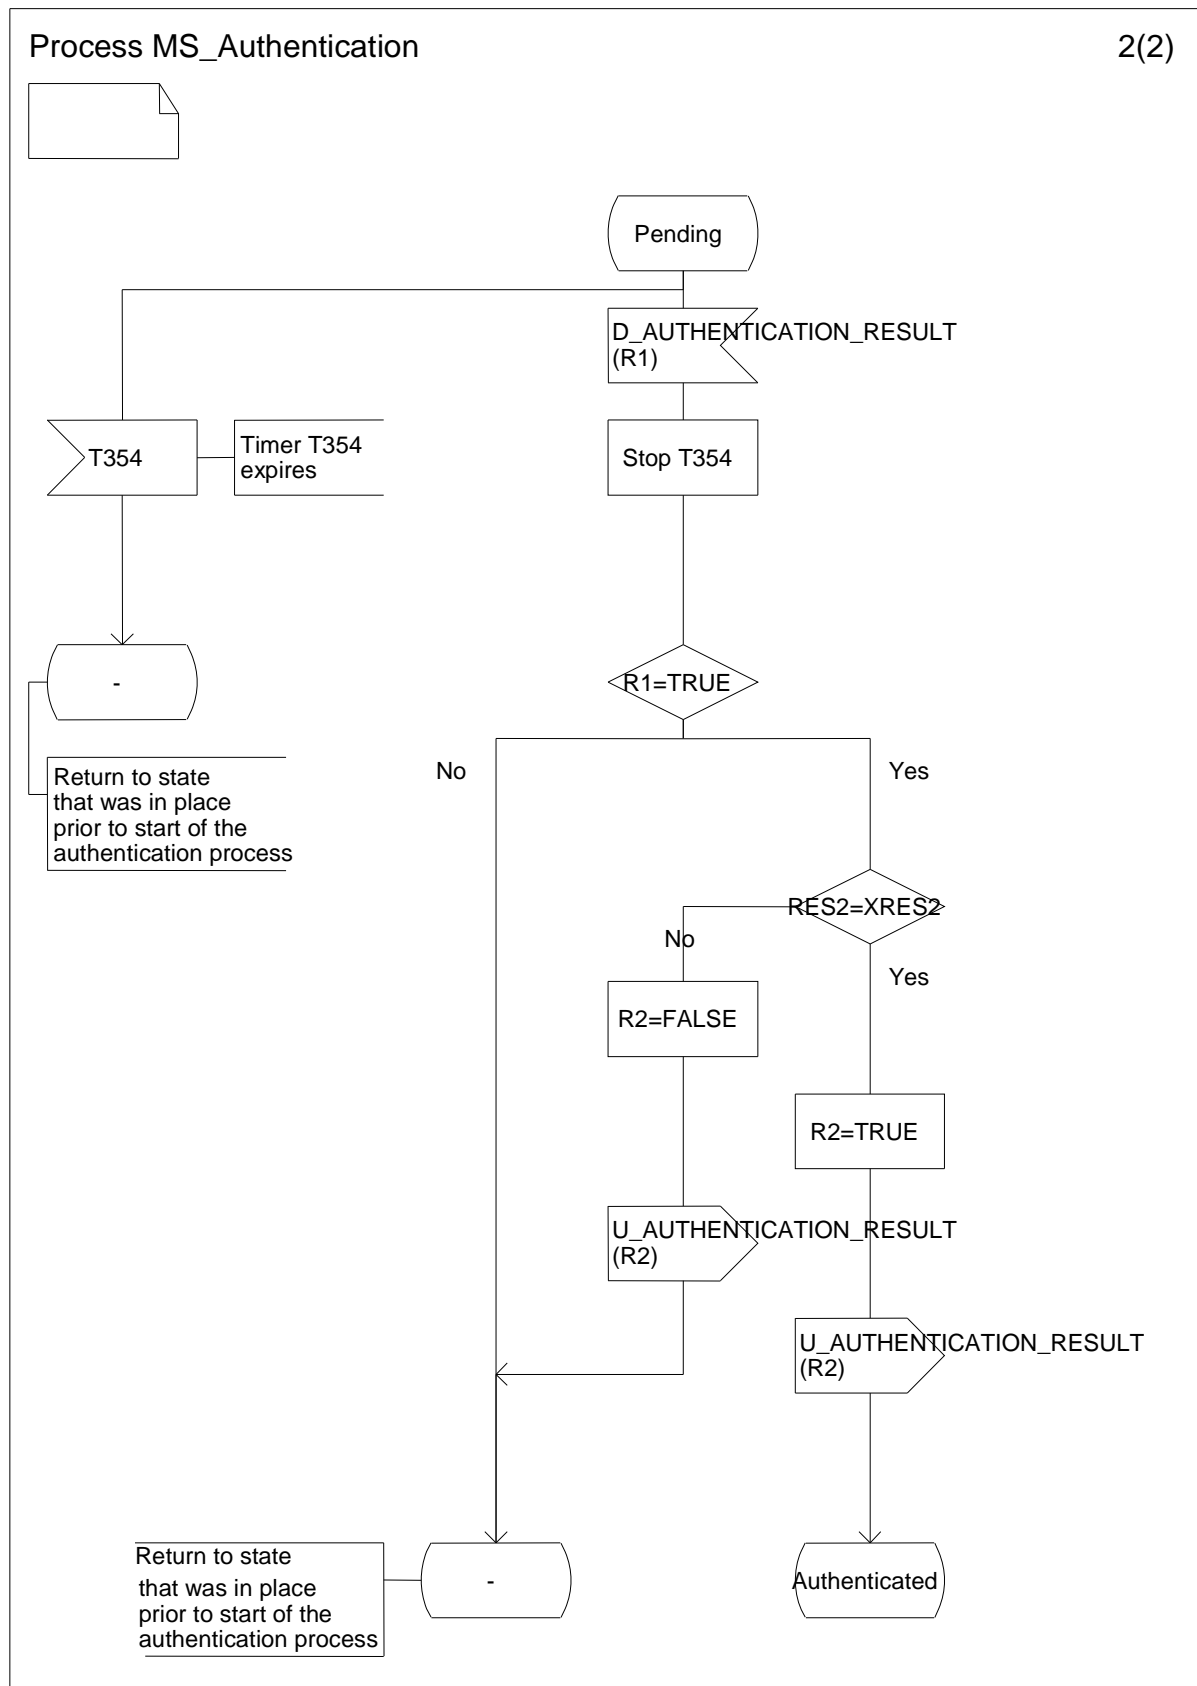 Process MS_Authentication
2(2)
Pending
D_AUTHENTICATION_RESULT
(R1)
T354
Timer T354
expires
Stop T354
-
R1=TRUE
No
Yes
Return to state
that was in place
prior to start of the
authentication process
RES2=XRES2
No
Yes
R2=FALSE
R2=TRUE
U_AUTHENTICATION_RESULT
(R2)
U_AUTHENTICATION_RESULT
(R2)
Return to state
that was in place
prior to start of the
authentication process
-
Authenticated